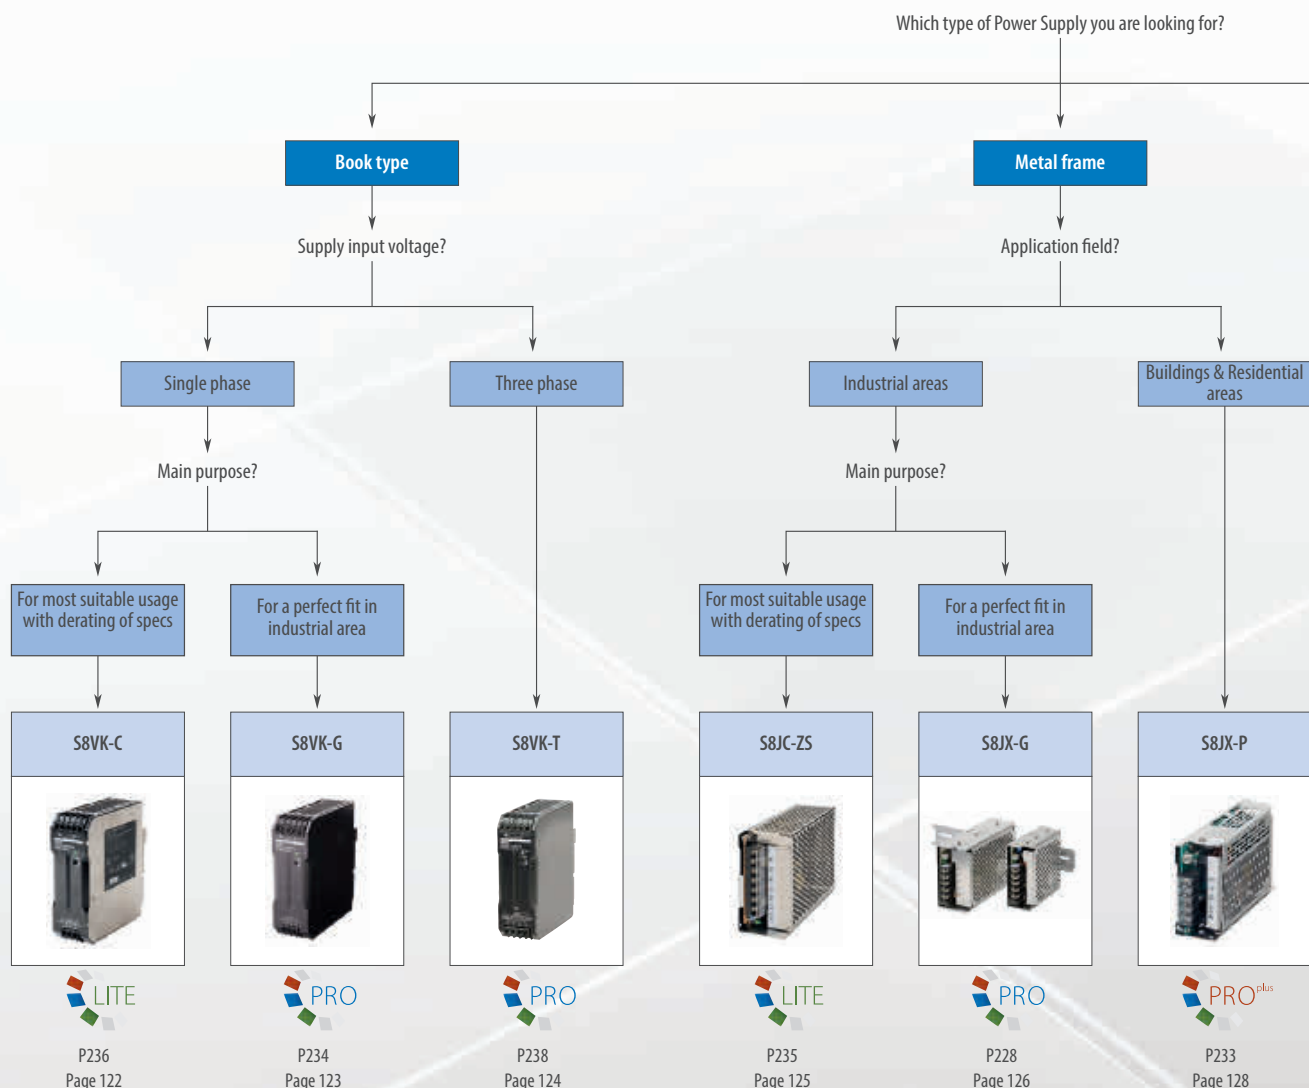 Which type of Power Supply you are looking for?
Book type
Metal frame
Supply input voltage?
Application field?
Single phase
Three phase
Industrial areas
Buildings & Residential
areas
Main purpose?
Main purpose?
For most suitable usage
with derating of specs
For a perfect fit in
industrial area
For most suitable usage
with derating of specs
For a perfect fit in
industrial area
S8VK-C
S8VK-G
S8VK-T
S8JC-ZS
S8JX-G
S8JX-P
LITE
PRO
PRO
LITE
PRO
PROplus
P236
Page 122
P234
Page 123
P238
Page 124
P235
Page 125
P228
Page 126
P233
Page 128